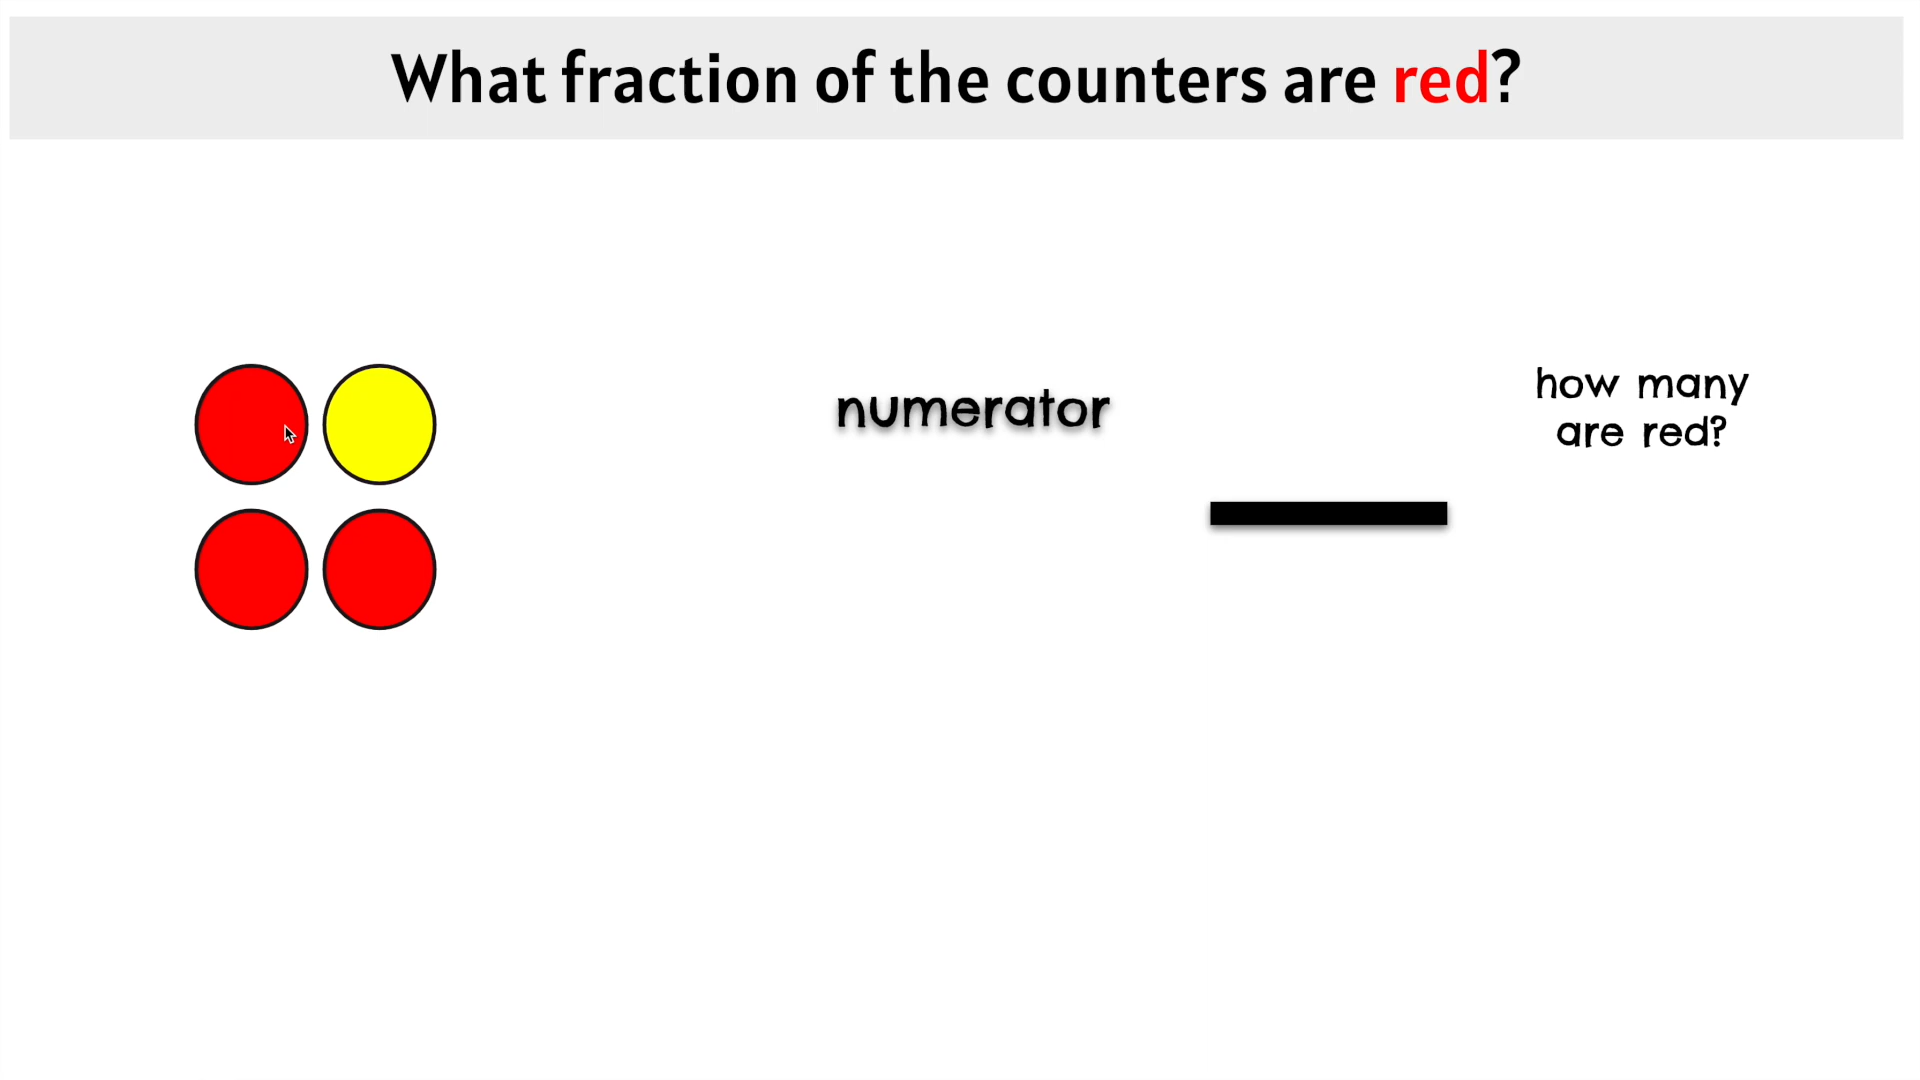 What fraction of the counters are red?
numerator
how many
are red?